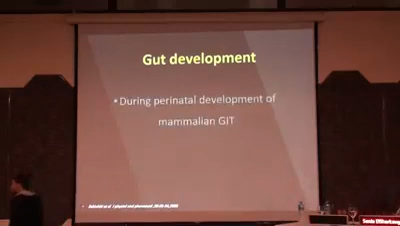 Gut development
• During perinatal development of
mammalian GIT